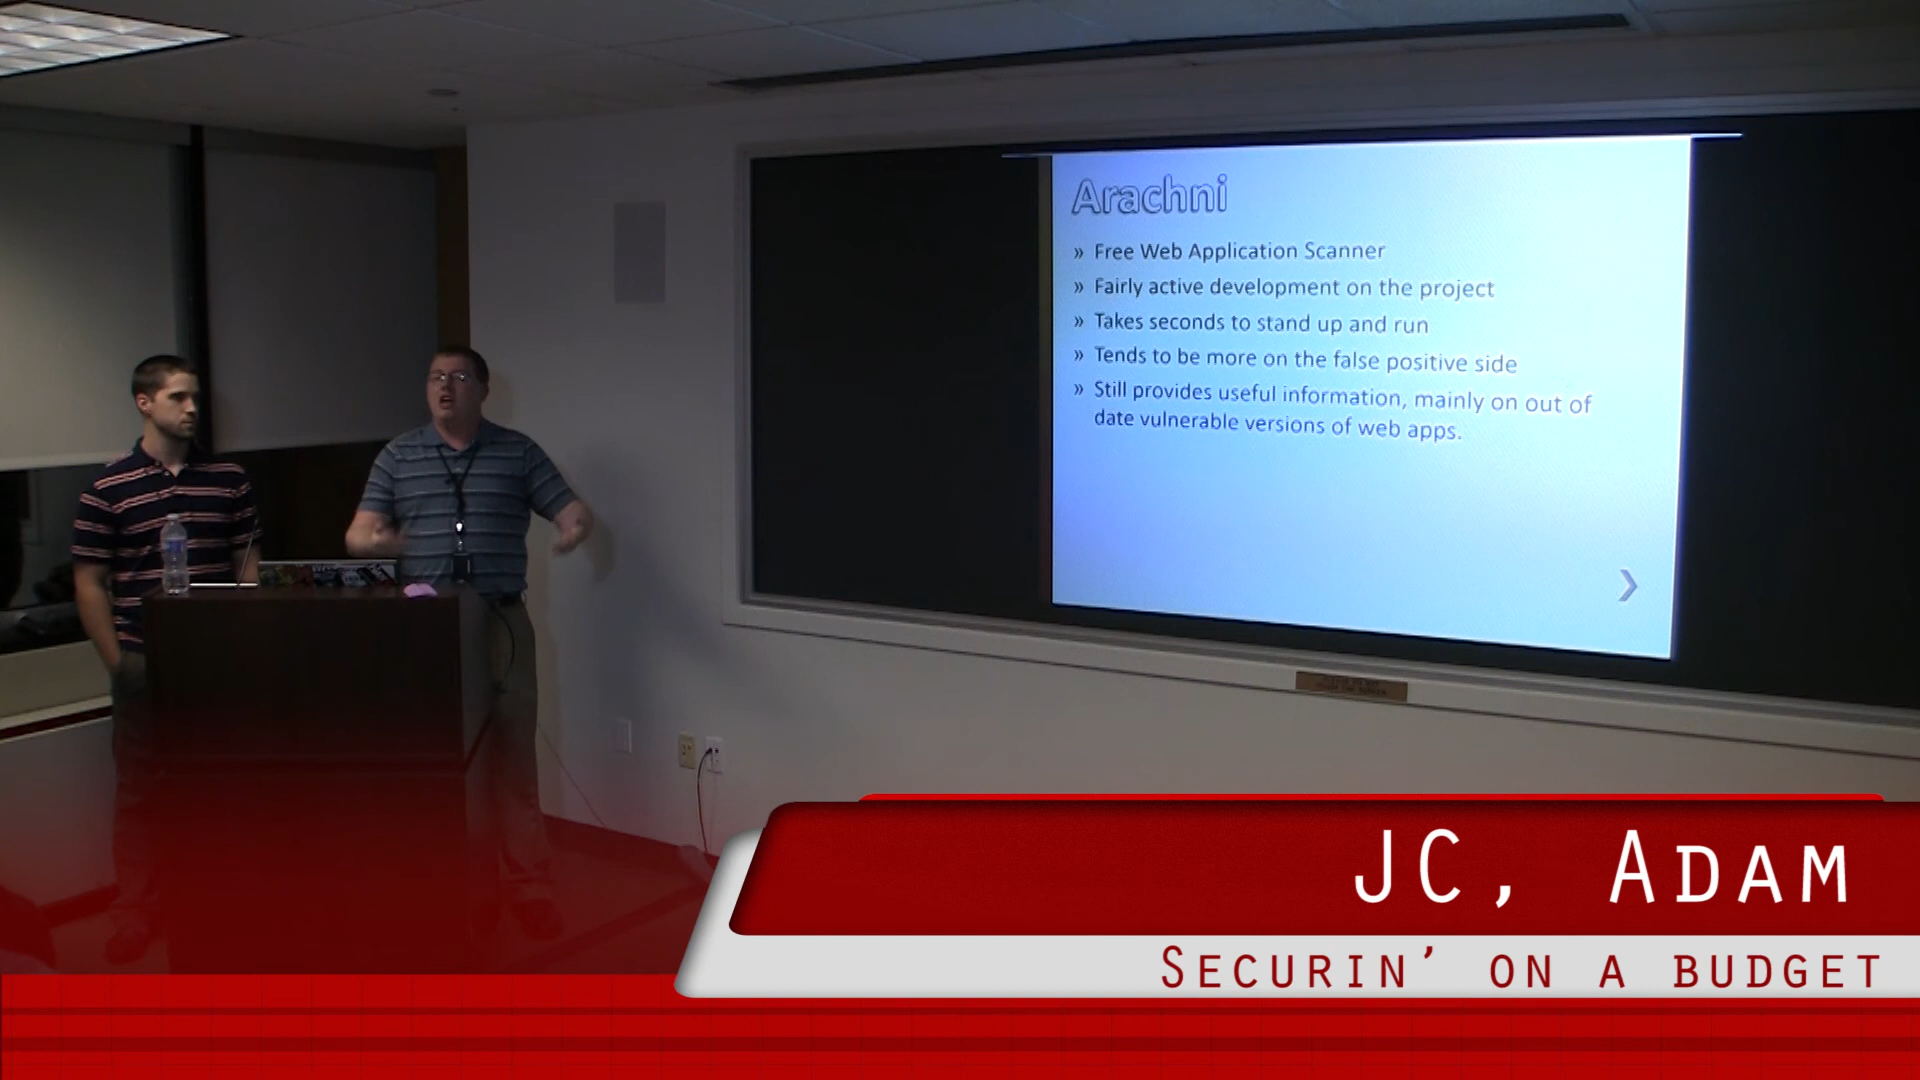 Arachni
» Free Web Application Scanner
» Fairly active development on the project
» Takes seconds to stand up and run
» Tends to be more on the false positive side
» Still provides useful information, mainly on out of
date vulnerable versions of web apps.
JC, Adam
Securin' on a budget